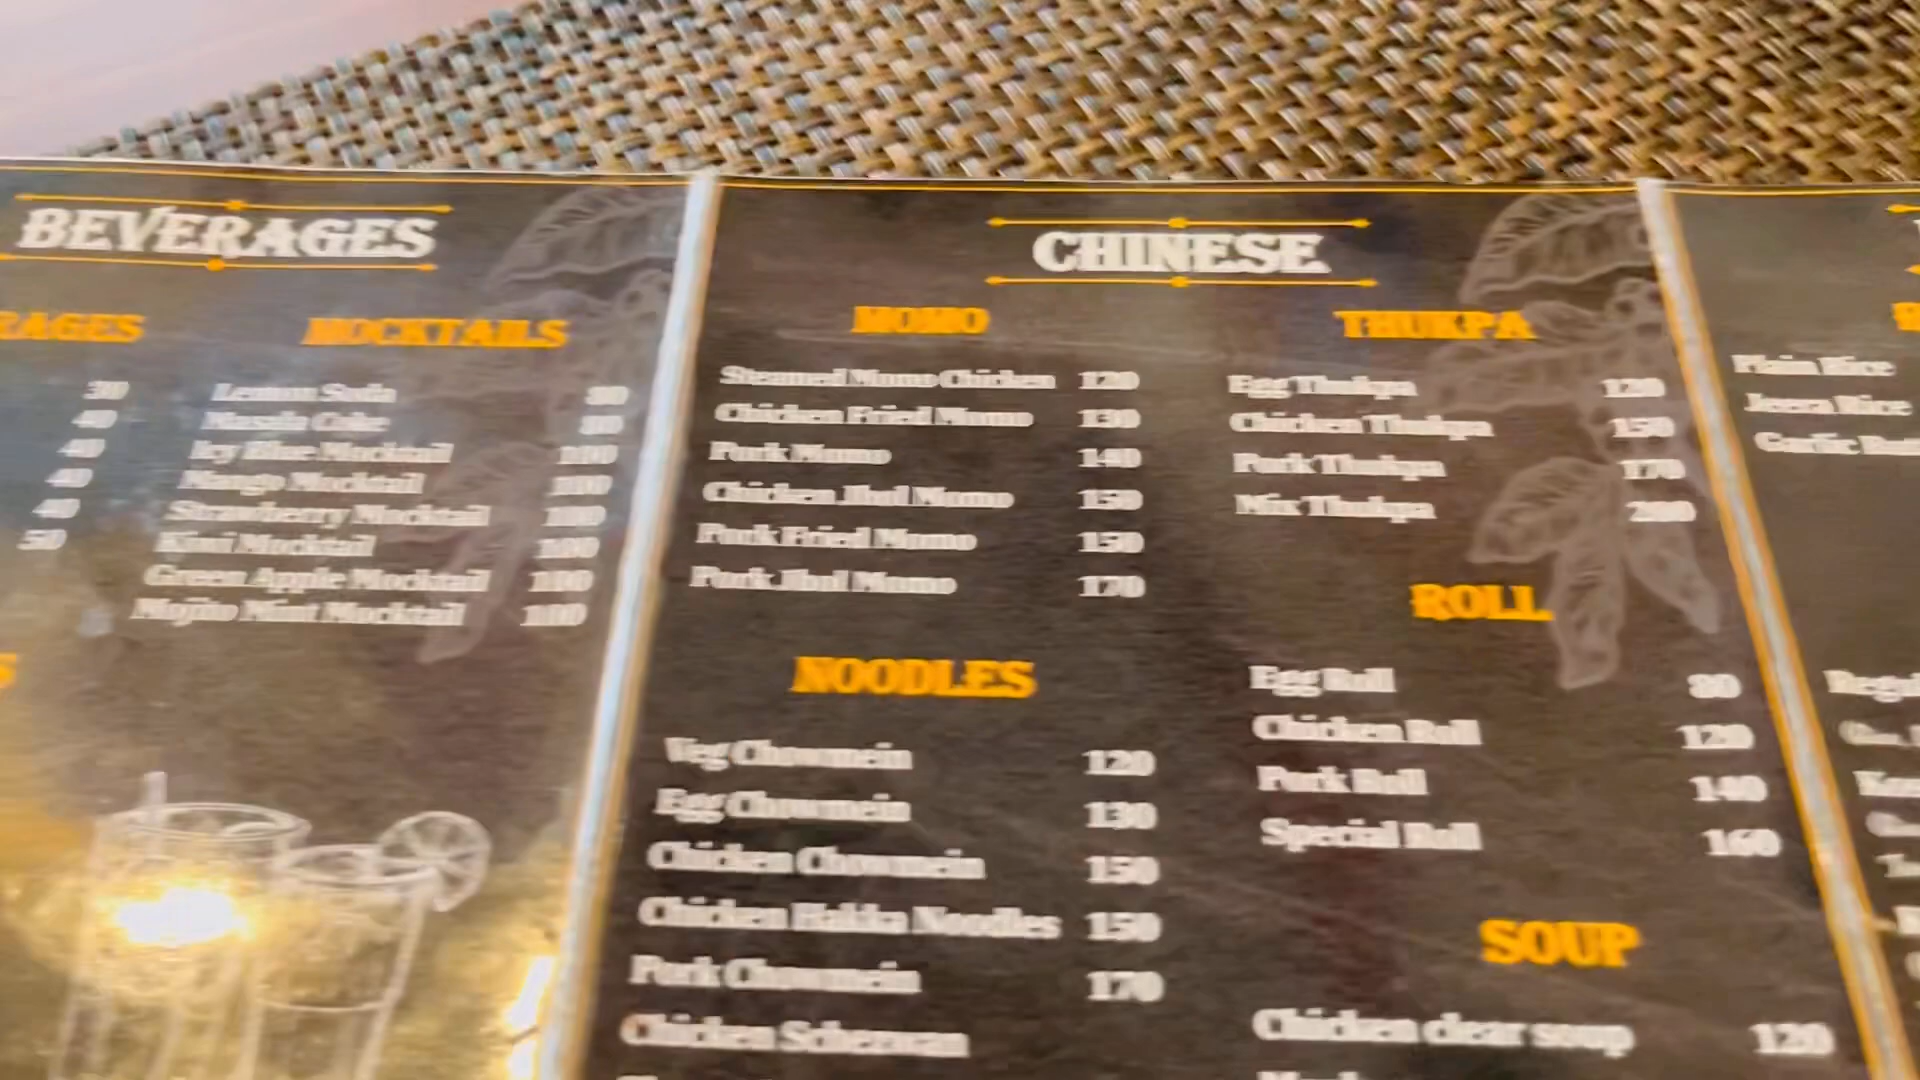 BEVERAGES
RAGES
30
40
40
40
40
50
MOCKTAILS
Lemon Soda 80
Masala Coke 80
Icy Blue Mocktail 100
Mango Mocktail 100
Strawberry Mocktail 100
Kiwi Mocktail 100
Green Apple Mocktail 100
Mojito Mint Mocktail 100
S
CHINESE
MOMO
Steamed Momo Chicken 120
Chicken Fried Momo 130
Pork Momo 140
Chicken Jhol Momo 150
Pork Fried Momo 150
Pork Jhol Momo 170
NOODLES
Veg Chowmein 120
Egg Chowmein 130
Chicken Chowmein 150
Chicken Hakka Noodles 150
Pork Chowmein 170
Chicken Schezwan
THUKPA
Egg Thukpa 120
Chicken Thukpa 150
Pork Thukpa 170
Mix Thukpa 200
ROLL
Egg Roll 80
Chicken Roll 120
Pork Roll 140
Special Roll 160
SOUP
Chicken clear soup 120
Plain Rice
Jeera Rice
Garlic